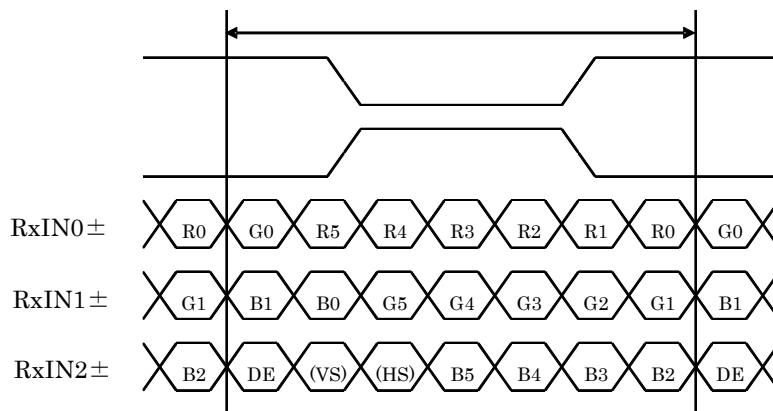 RxIN0± R0 G0 R5 R4 R3 R2 R1 R0 G0
RxIN1± G1 B1 B0 G5 G4 G3 G2 G1 B1
RxIN2± B2 DE (VS) (HS) B5 B4 B3 B2 DE